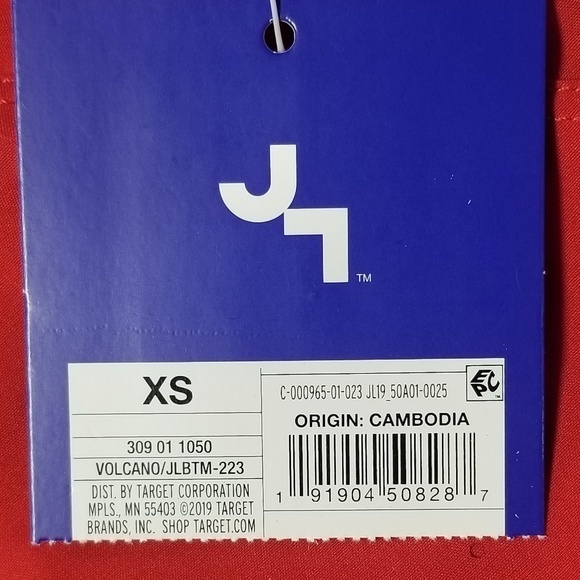 J
TM
XS
309 01 1050
VOLCANO/JLBTM-223
DIST. BY TARGET CORPORATION
MPLS., MN 55403 ©2019 TARGET
BRANDS, INC. SHOP TARGET.COM
C-000965-01-023 JL19_50A01-0025
EPC
ORIGIN: CAMBODIA
1 91904 50828 7